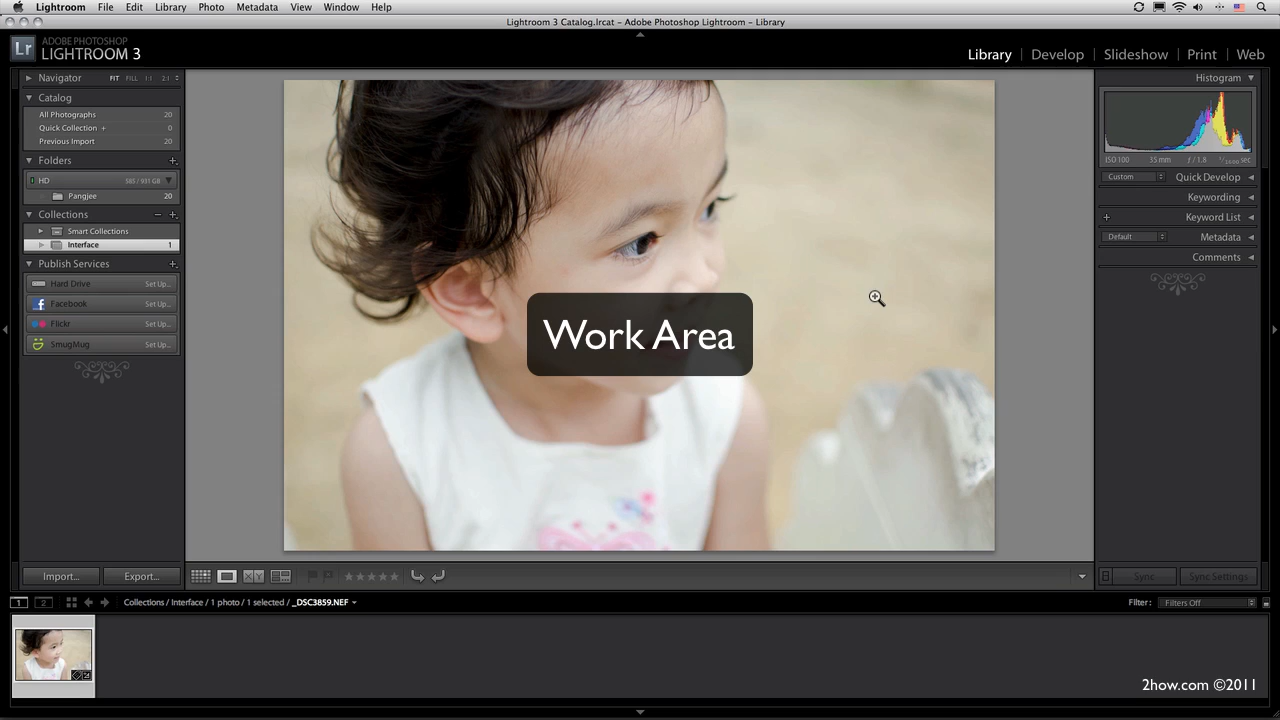 Lightroom File Edit Library Photo Metadata View Window Help
Lightroom 3 Catalog.lrcat – Adobe Photoshop Lightroom – Library
Lr ADOBE PHOTOSHOP
LIGHTROOM 3
Library | Develop | Slideshow | Print | Web
Navigator FIT FILL 1:1 2:1
Catalog
All Photographs 20
Quick Collection + 0
Previous Import 20
Folders
HD 585 / 931 GB
Pangjee 20
Collections
Smart Collections
Interface 1
Publish Services
Hard Drive Set Up...
Facebook Set Up...
Flickr Set Up...
SmugMug Set Up...
Import... Export...
Work Area
Histogram
ISO 100 35 mm ƒ / 1.8
Custom Quick Develop
Keywording
Keyword List
Default Metadata
Comments
XY
Sync Sync Settings
1 2 Collections / Interface / 1 photo / 1 selected / _DSC3859.NEF
Filter: Filters Off
2how.com ©2011